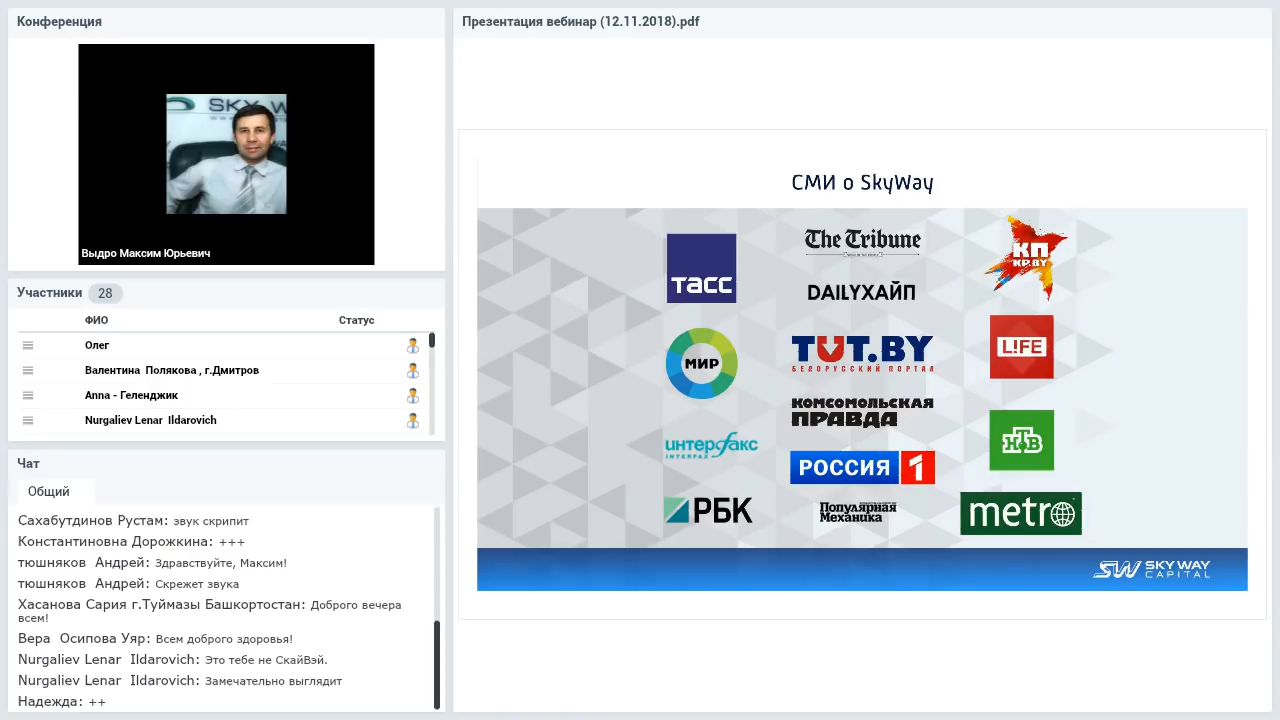 Конференция
SKY W
Выдро Максим Юрьевич
Участники 28
ФИО Статус
Олег
Валентина Полякова , г.Дмитров
Anna - Геленджик
Nurgaliev Lenar Ildarovich
Чат
Общий
Сахабутдинов Рустам: звук скрипит
Константиновна Дорожкина: +++
тюшняков Андрей: Здравствуйте, Максим!
тюшняков Андрей: Скрежет звука
Хасанова Сария г.Туймазы Башкортостан: Доброго вечера
всем!
Вера Осипова Уяр: Всем доброго здоровья!
Nurgaliev Lenar Ildarovich: Это тебе не СкайВэй.
Nurgaliev Lenar Ildarovich: Замечательно выглядит
Надежда: ++
Презентация вебинар (12.11.2018).pdf
СМИ о SkyWay
ТАСС
МИР
интерфакс
INTERFAX
РБК
The Tribune
DAILYХАЙП
TUT.BY
БЕЛОРУССКИЙ ПОРТАЛ
КОМСОМОЛЬСКАЯ
ПРАВДА
РОССИЯ 1
Популярная
Механика
КП
KP.BY
L!FE
НТВ
metro
SW SKY WAY
CAPITAL